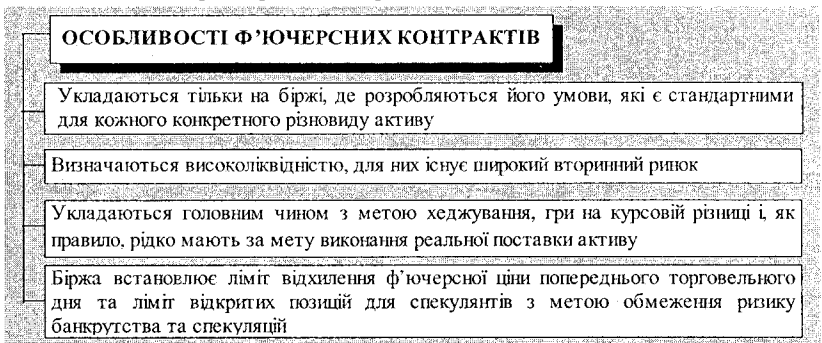 ОСОБЛИВОСТІ Ф’ЮЧЕРСНИХ КОНТРАКТІВ
Укладаються тільки на біржі, де розробляються його умови, які є стандартними
для кожного конкретного різновиду активу
Визначаються високоліквідністю, для них існує широкий вторинний ринок
Укладаються головним чином з метою хеджування, гри на курсовій різниці і, як
правило, рідко мають за мету виконання реальної поставки активу
Біржа встановлює ліміт відхилення ф’ючерсної ціни попереднього торговельного
дня та ліміт відкритих позицій для спекулянтів з метою обмеження ризику
банкрутства та спекуляцій